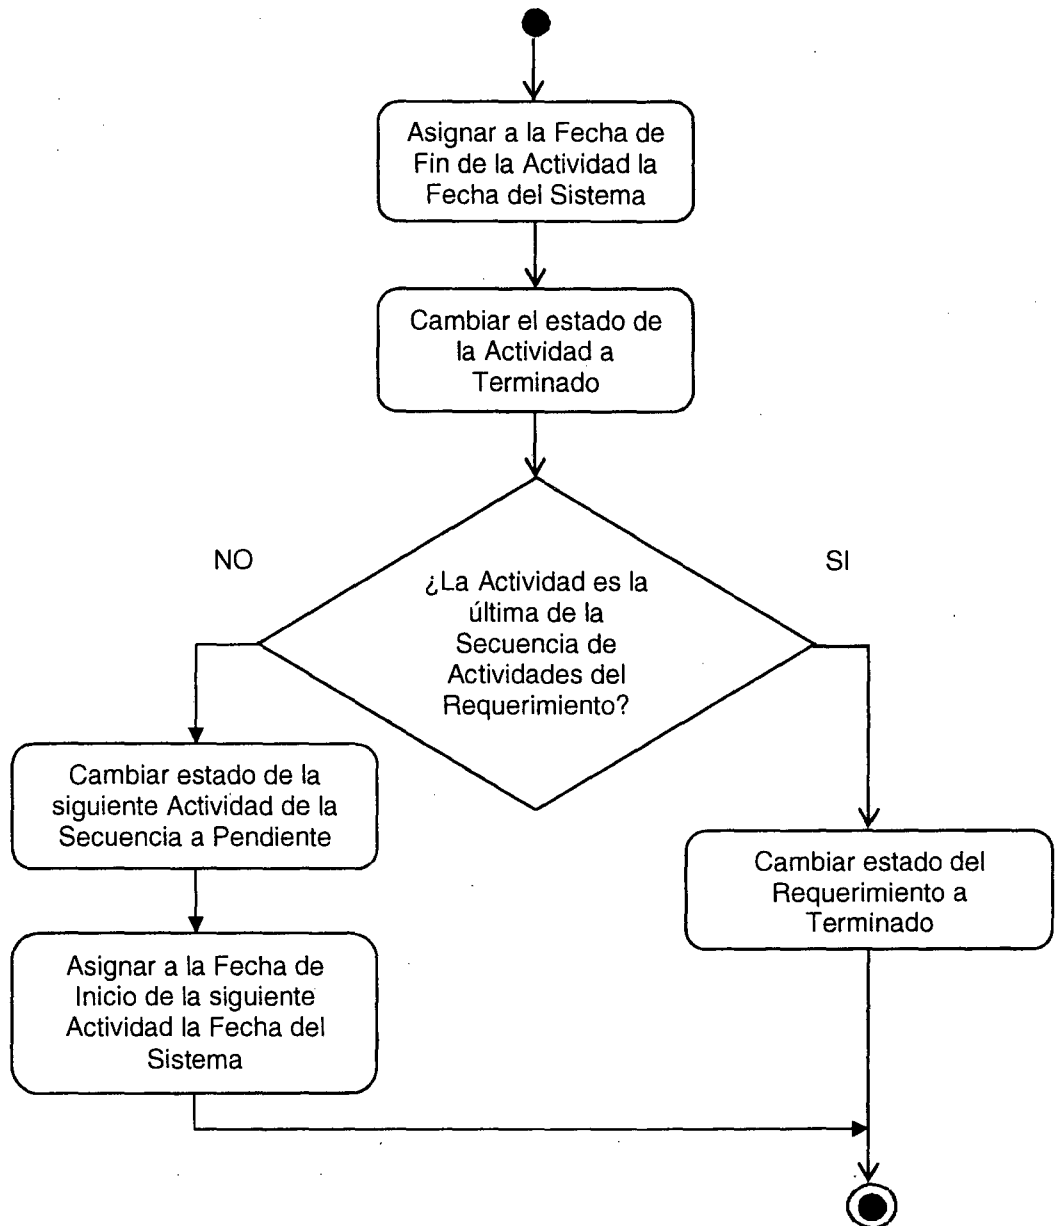 Asignar a la Fecha de
Fin de la Actividad la
Fecha del Sistema
Cambiar el estado de
la Actividad a
Terminado
NO
SI
¿La Actividad es la
última de la
Secuencia de
Actividades del
Requerimiento?
Cambiar estado de la
siguiente Actividad de la
Secuencia a Pendiente
Cambiar estado del
Requerimiento a
Terminado
Asignar a la Fecha de
Inicio de la siguiente
Actividad la Fecha del
Sistema